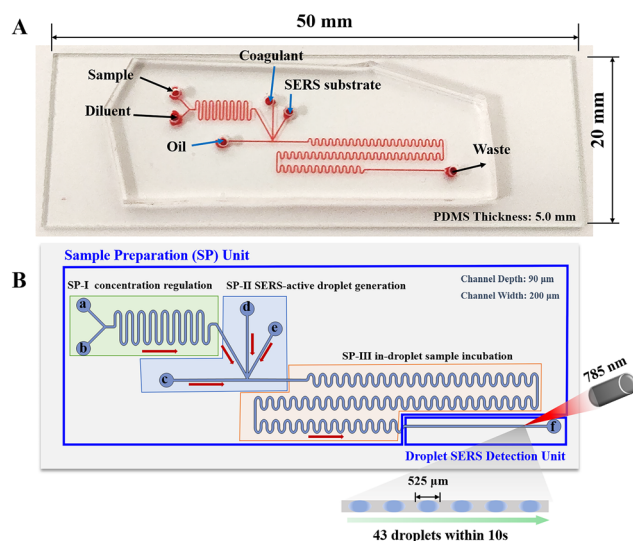 A
50 mm
Coagulant
Sample
SERS substrate
Diluent
Oil
Waste
20 mm
PDMS Thickness: 5.0 mm
B
Sample Preparation (SP) Unit
SP-I concentration regulation
SP-II SERS-active droplet generation
Channel Depth: 90 μm
Channel Width: 200 μm
a
b
d
e
c
SP-III in-droplet sample incubation
785 nm
f
Droplet SERS Detection Unit
525 μm
43 droplets within 10s